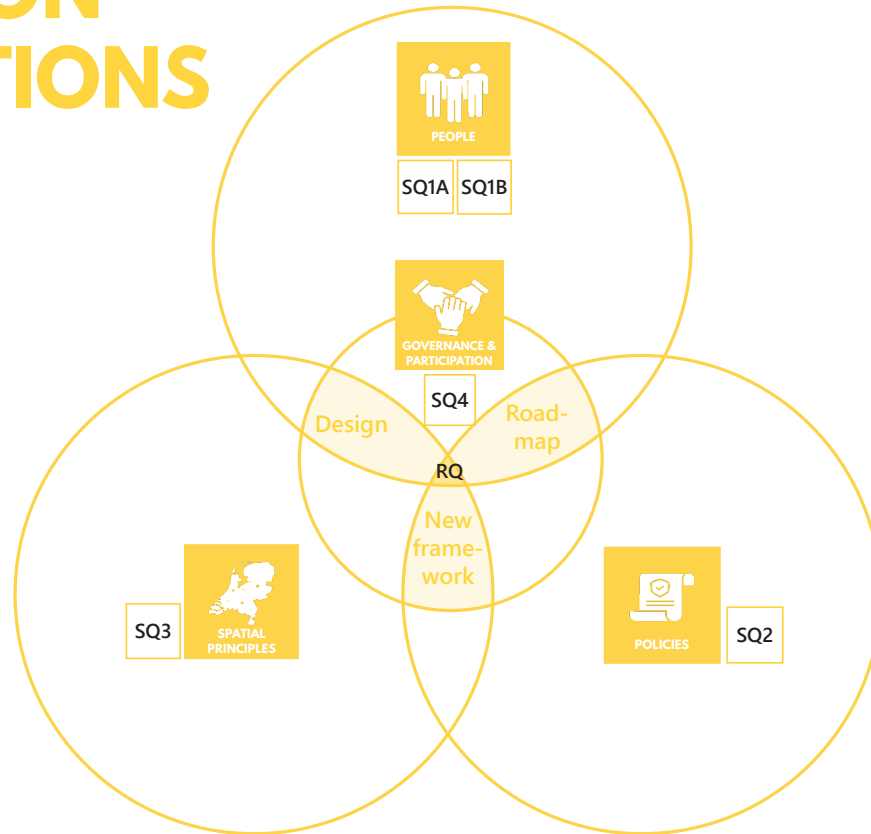 ON
TIONS
PEOPLE
SQ1A SQ1B
GOVERNANCE &
PARTICIPATION
SQ4
Design
Road-
map
RQ
New
frame-
work
SQ3
SPATIAL
PRINCIPLES
POLICIES
SQ2